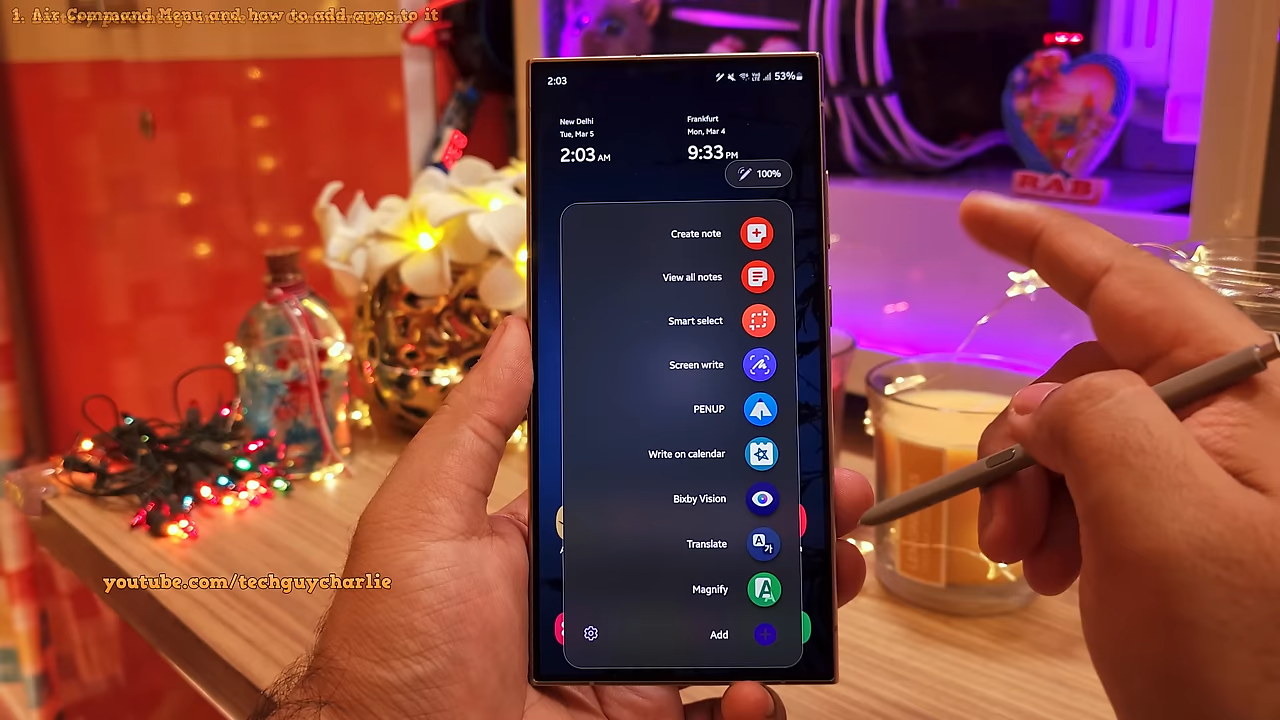 1. Air Command Menu and how to add apps to it
2:03
53%
New Delhi
Tue, Mar 5
2:03 AM
Frankfurt
Mon, Mar 4
9:33 PM
100%
Create note
View all notes
Smart select
Screen write
PENUP
Write on calendar
Bixby Vision
Translate
Magnify
Add
RAB
youtube.com/techguycharlie